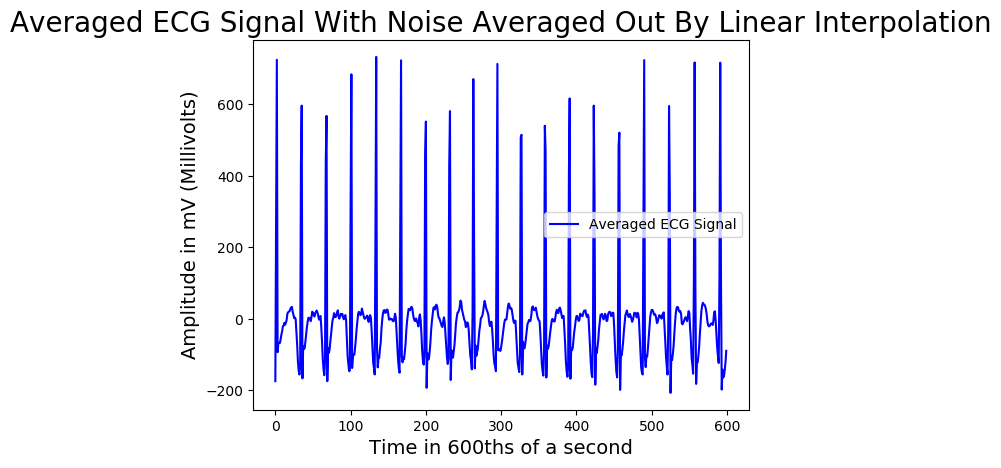 Averaged ECG Signal With Noise Averaged Out By Linear Interpolation
Amplitude in mV (Millivolts)
600
400
200
0
−200
Averaged ECG Signal
0 100 200 300 400 500 600
Time in 600ths of a second